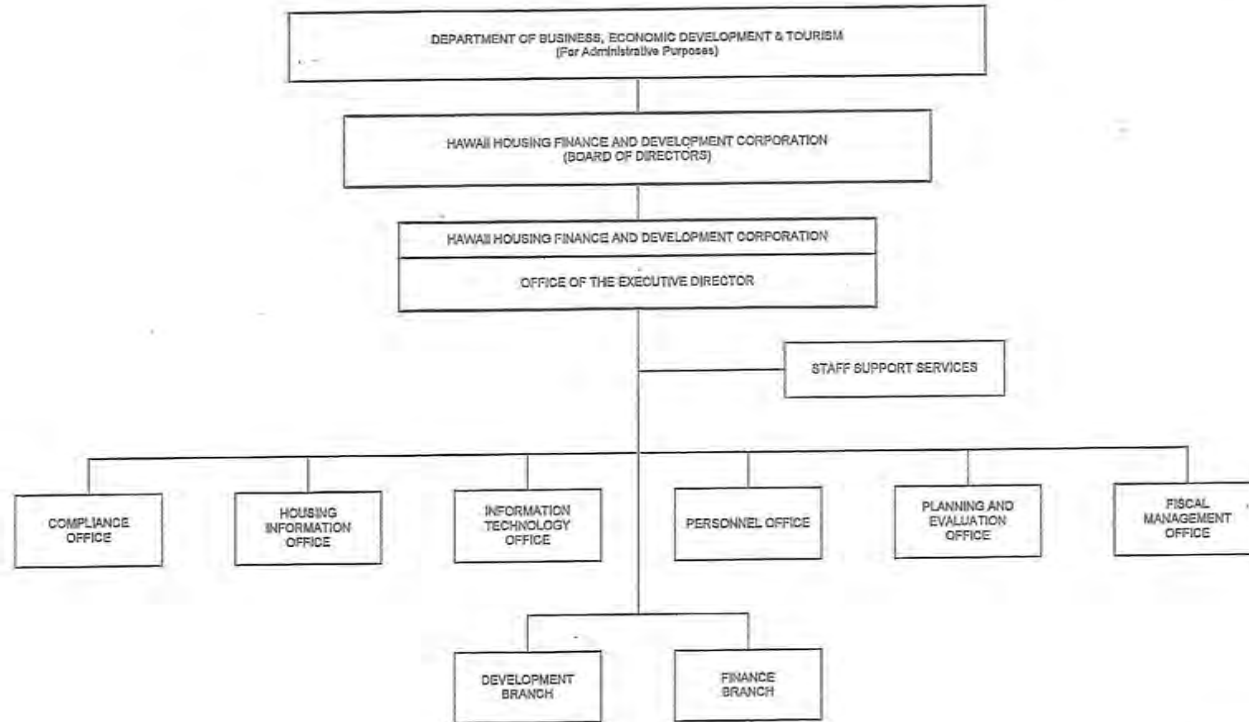 DEPARTMENT OF BUSINESS, ECONOMIC DEVELOPMENT & TOURISM
(For Administrative Purposes)
HAWAII HOUSING FINANCE AND DEVELOPMENT CORPORATION
(BOARD OF DIRECTORS)
HAWAII HOUSING FINANCE AND DEVELOPMENT CORPORATION
OFFICE OF THE EXECUTIVE DIRECTOR
STAFF SUPPORT SERVICES
COMPLIANCE
OFFICE
HOUSING
INFORMATION
OFFICE
INFORMATION
TECHNOLOGY
OFFICE
PERSONNEL OFFICE
PLANNING AND
EVALUATION
OFFICE
FISCAL
MANAGEMENT
OFFICE
DEVELOPMENT
BRANCH
FINANCE
BRANCH